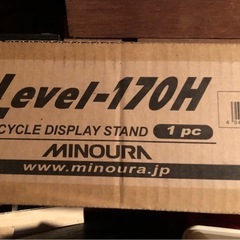 Level-170H
CYCLE DISPLAY STAND 1 pc
MINOURA
www.minoura.jp